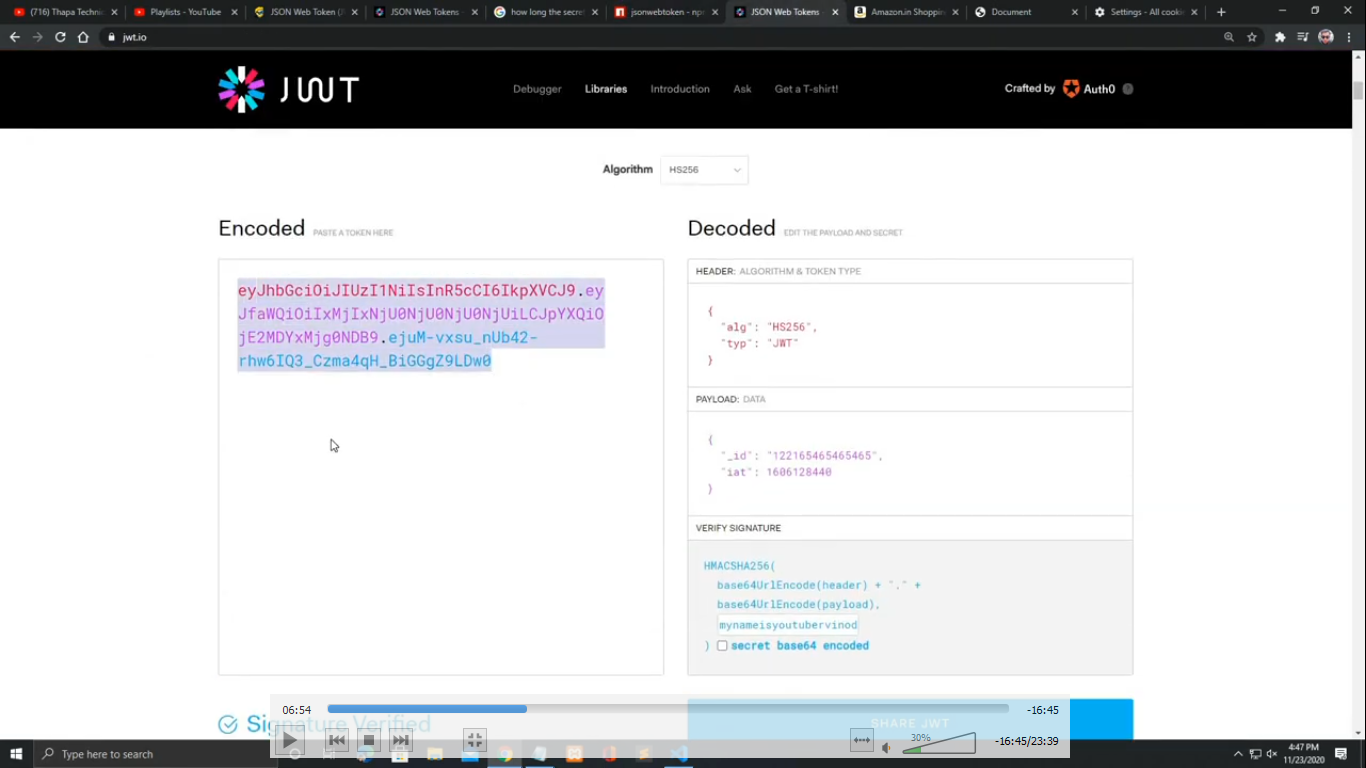 (716) Thapa Technic
Playlists - YouTube
JSON Web Token (J
JSON Web Tokens
how long the secre
jsonwebtoken - np
JSON Web Tokens
Amazon.in Shoppin
Document
Settings - All cooki
jwt.io
JWT
Debugger
Libraries
Introduction
Ask
Get a T-shirt!
Crafted by
Auth0
Algorithm
HS256
Encoded PASTE A TOKEN HERE
Decoded EDIT THE PAYLOAD AND SECRET
eyJhbGciOiJIUzI1NiIsInR5cCI6IkpXVCJ9.ey
JfaWQiOiIxMjIxNjU0NjU0NjU0NjUiLCJpYXQiO
jE2MDYxMjg0NDB9.ejuM-vxsu_nUb42-
rhw6IQ3_Czma4qH_BiGGgZ9LDw0
HEADER: ALGORITHM & TOKEN TYPE
{
"alg": "HS256",
"typ": "JWT"
}
PAYLOAD: DATA
{
"_id": "122165465465465",
"iat": 1606128440
}
VERIFY SIGNATURE
HMACSHA256(
base64UrlEncode(header) + "." +
base64UrlEncode(payload),
mynameisyoutubervinod
) secret base64 encoded
Signature Verified
SHARE JWT
06:54
-16:45
30%
-16:45/23:39
Type here to search
4:47 PM
11/23/2020